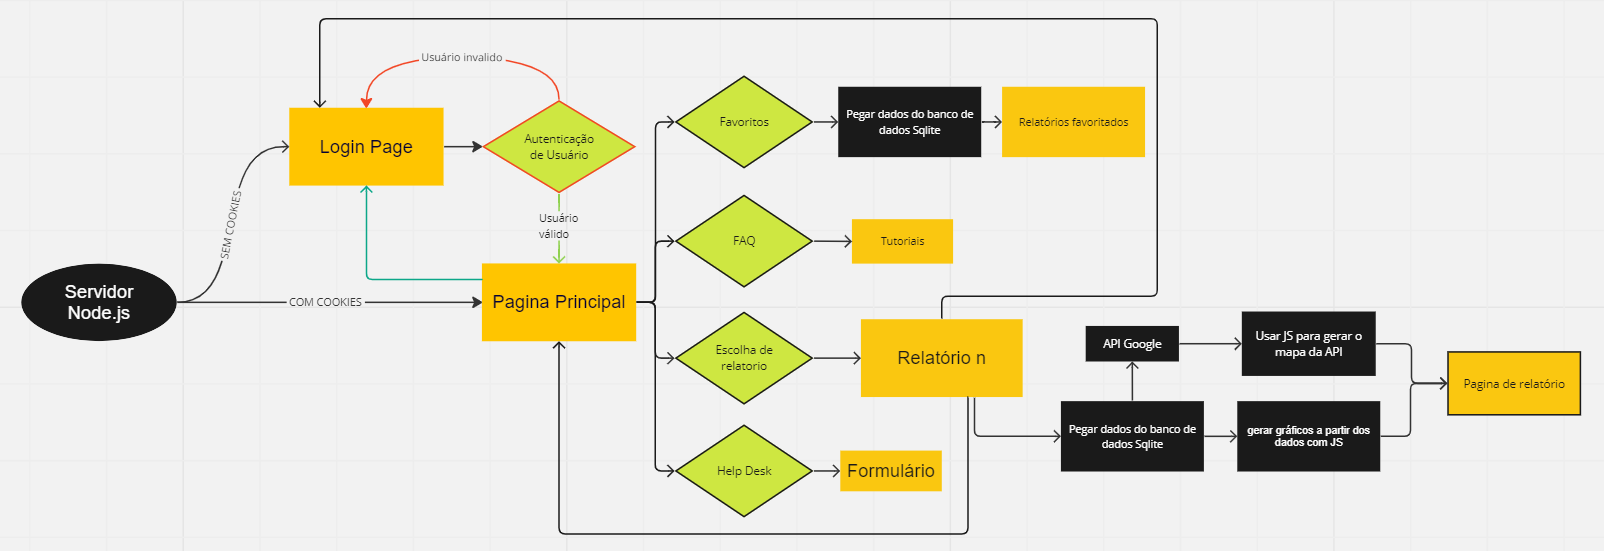 Usuário invalido
Login Page
Autenticação
de Usuário
Favoritos
Pegar dados do banco de
dados Sqlite
Relatórios favoritados
SEM COOKIES
Usuário
válido
FAQ
Tutoriais
Servidor
Node.js
COM COOKIES
Pagina Principal
Escolha de
relatorio
Relatório n
API Google
Usar JS para gerar o
mapa da API
Pagina de relatório
Pegar dados do banco de
dados Sqlite
gerar gráficos a partir dos
dados com JS
Help Desk
Formulário